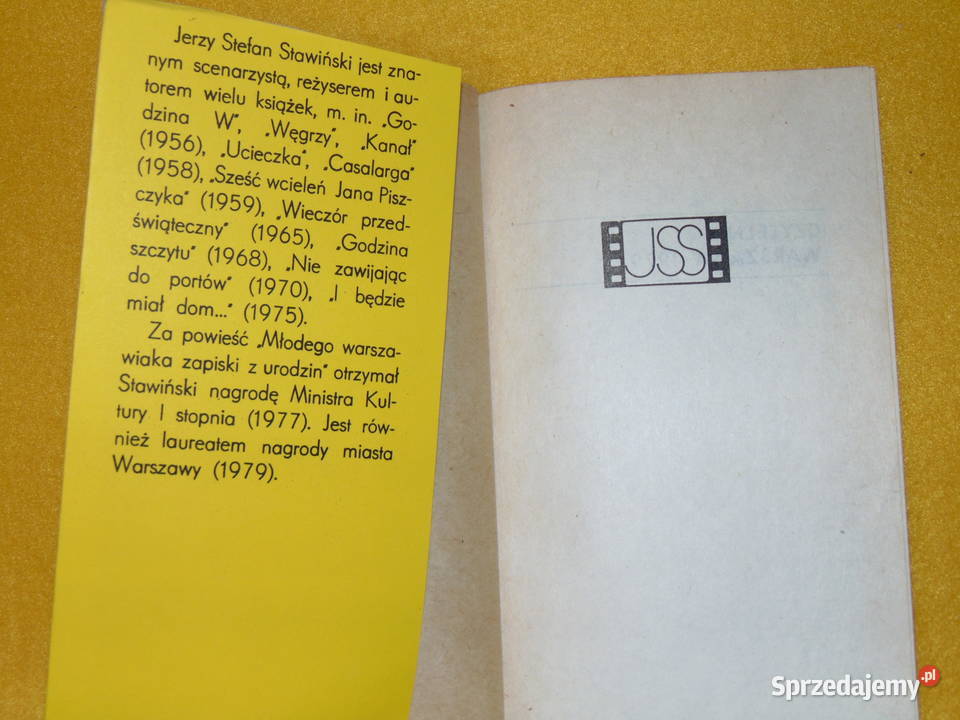 Jerzy Stefan Stawiński jest zna-
nym scenarzystą, reżyserem i au-
torem wielu książek, m. in. „Go-
dzina W”, „Węgrzy”, „Kanał”
(1956), „Ucieczka”, „Casalarga”
(1958), „Sześć wcieleń Jana Pisz-
czyka” (1959), „Wieczór przed-
świąteczny” (1965), „Godzina
szczytu” (1968), „Nie zawijając
do portów” (1970), „I będzie
miał dom...” (1975).
Za powieść „Młodego warsza-
wiaka zapiski z urodzin” otrzymał
Stawiński nagrodę Ministra Kul-
tury I stopnia (1977). Jest rów-
nież laureatem nagrody miasta
Warszawy (1979).
JSS
Sprzedajemy.pl